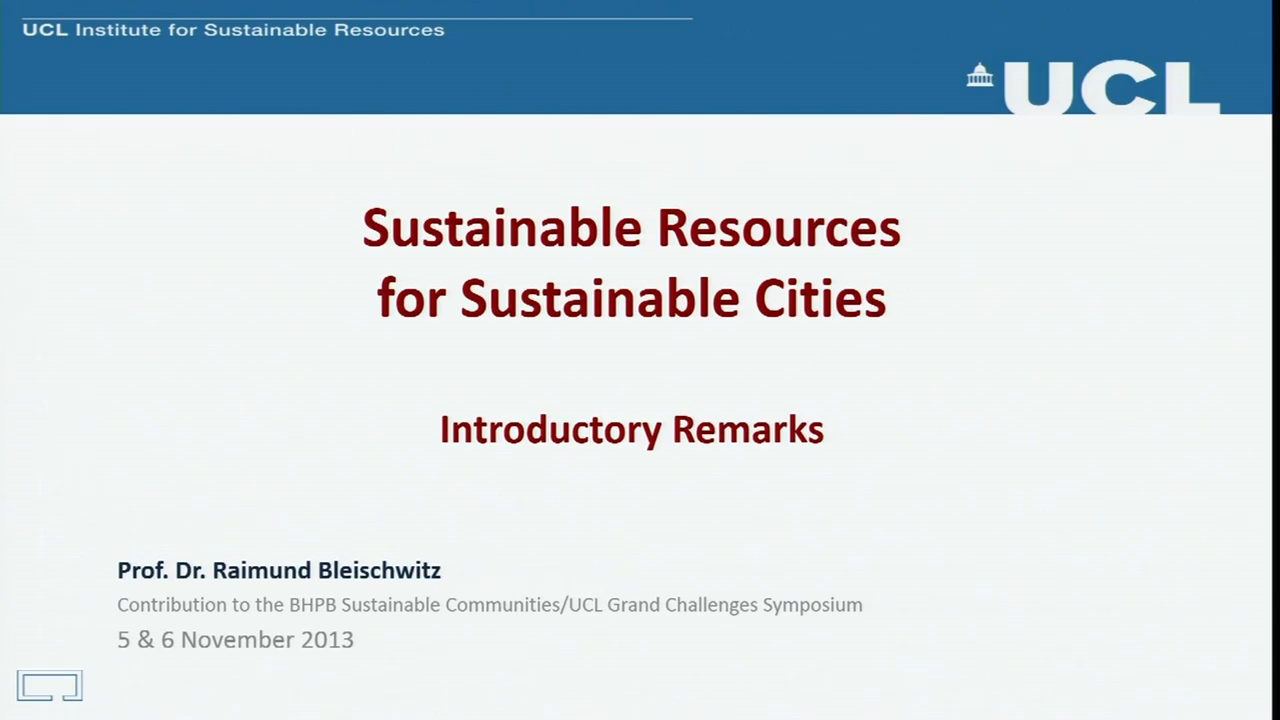 UCL Institute for Sustainable Resources
UCL
Sustainable Resources
for Sustainable Cities
Introductory Remarks
Prof. Dr. Raimund Bleischwitz
Contribution to the BHPB Sustainable Communities/UCL Grand Challenges Symposium
5 & 6 November 2013